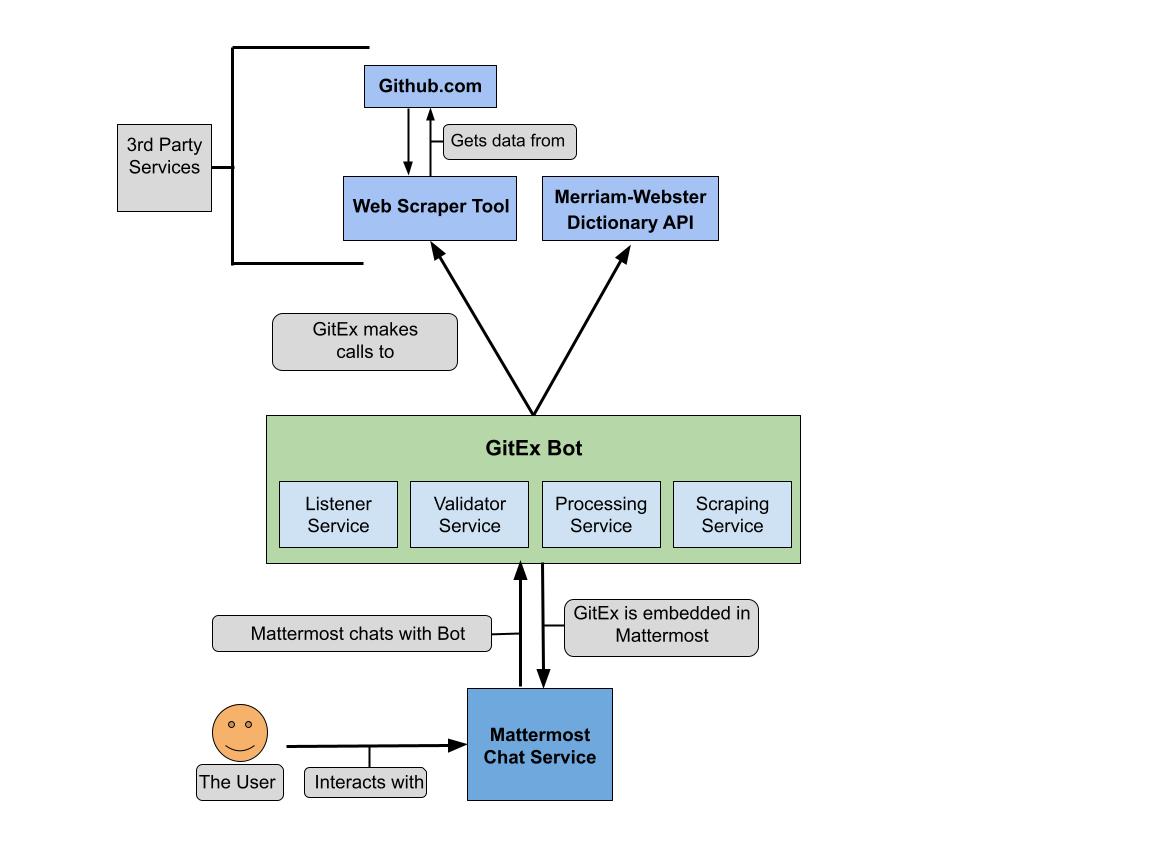 Github.com
3rd Party
Services
Gets data from
Web Scraper Tool
Merriam-Webster
Dictionary API
GitEx makes
calls to
GitEx Bot
Listener
Service
Validator
Service
Processing
Service
Scraping
Service
Mattermost chats with Bot
GitEx is embedded in
Mattermost
Mattermost
Chat Service
The User
Interacts with